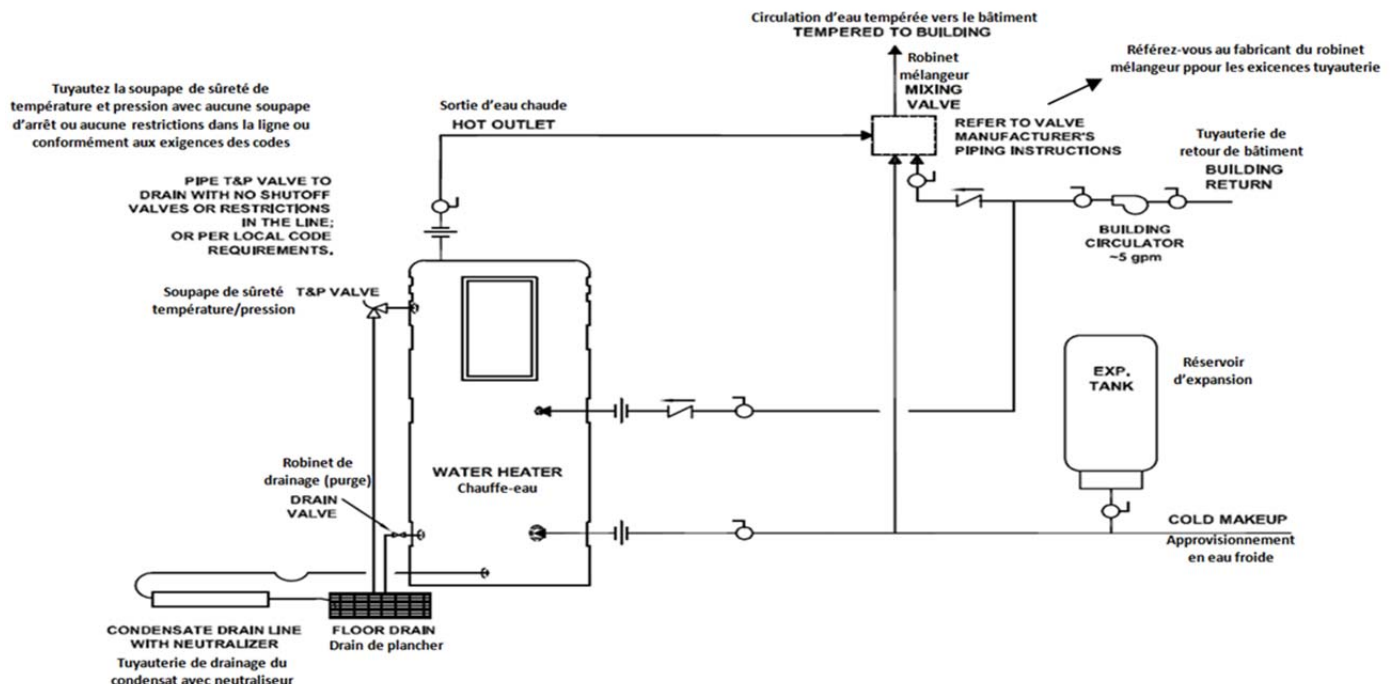 Circulation d'eau tempérée vers le bâtiment
TEMPERED TO BUILDING
Robinet
mélangeur
MIXING
VALVE
Référez-vous au fabricant du robinet
mélangeur ppour les exicences tuyauterie
REFER TO VALVE
MANUFACTURER'S
PIPING INSTRUCTIONS
Tuyautez la soupape de sûreté de
température et pression avec aucune soupape
d'arrêt ou aucune restrictions dans la ligne ou
conformément aux exigences des codes
PIPE T&P VALVE TO
DRAIN WITH NO SHUTOFF
VALVES OR RESTRICTIONS
IN THE LINE;
OR PER LOCAL CODE
REQUIREMENTS.
Sortie d'eau chaude
HOT OUTLET
Tuyauterie de
retour de bâtiment
BUILDING
RETURN
BUILDING
CIRCULATOR
~5 gpm
Soupape de sûreté T&P VALVE
température/pression
EXP.
TANK
Réservoir
d'expansion
Robinet de
drainage (purge)
DRAIN
VALVE
WATER HEATER
Chauffe-eau
COLD MAKEUP
Approvisionnement
en eau froide
CONDENSATE DRAIN LINE
WITH NEUTRALIZER
Tuyauterie de drainage du
condensat avec neutraliseur
FLOOR DRAIN
Drain de plancher